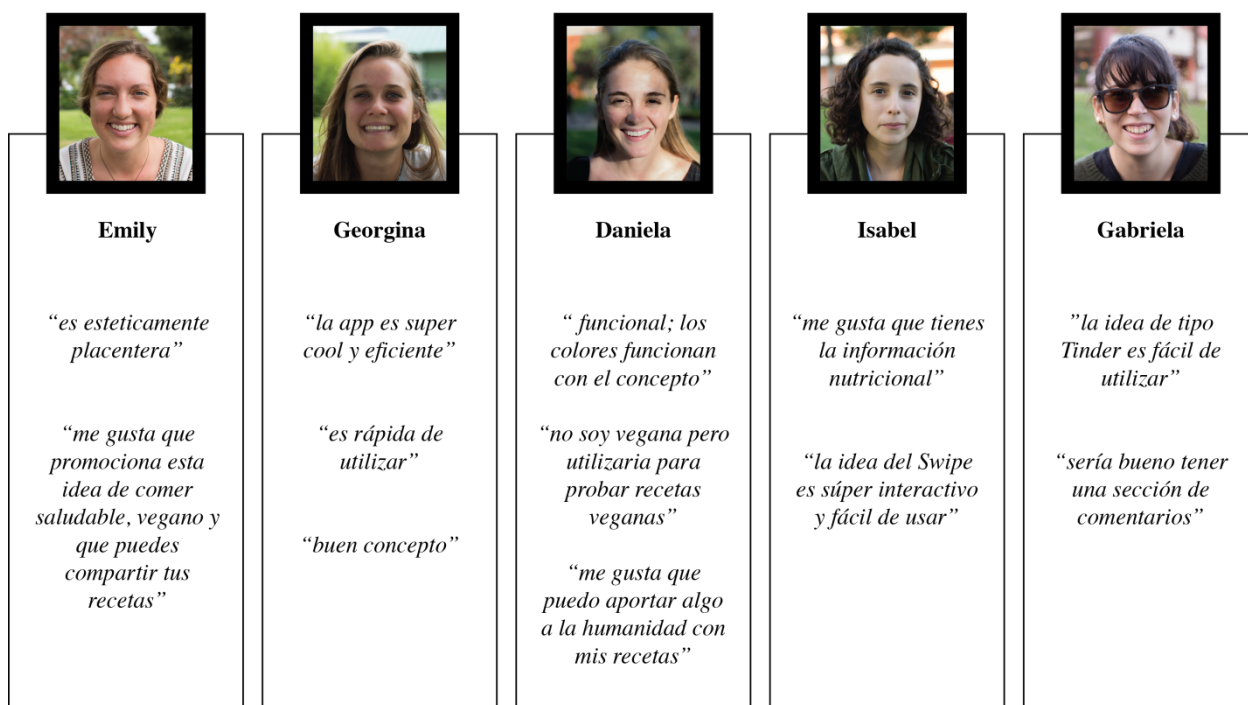 Emily
“es esteticamente
placentera”
“me gusta que
promociona esta
idea de comer
saludable, vegano y
que puedes
compartir tus
recetas”
Georgina
“la app es super
cool y eficiente”
“es rápida de
utilizar”
“buen concepto”
Daniela
“ funcional; los
colores funcionan
con el concepto”
“no soy vegana pero
utilizaria para
probar recetas
veganas”
“me gusta que
puedo aportar algo
a la humanidad con
mis recetas”
Isabel
“me gusta que tienes
la información
nutricional”
“la idea del Swipe
es súper interactivo
y fácil de usar”
Gabriela
”la idea de tipo
Tinder es fácil de
utilizar”
“sería bueno tener
una sección de
comentarios”